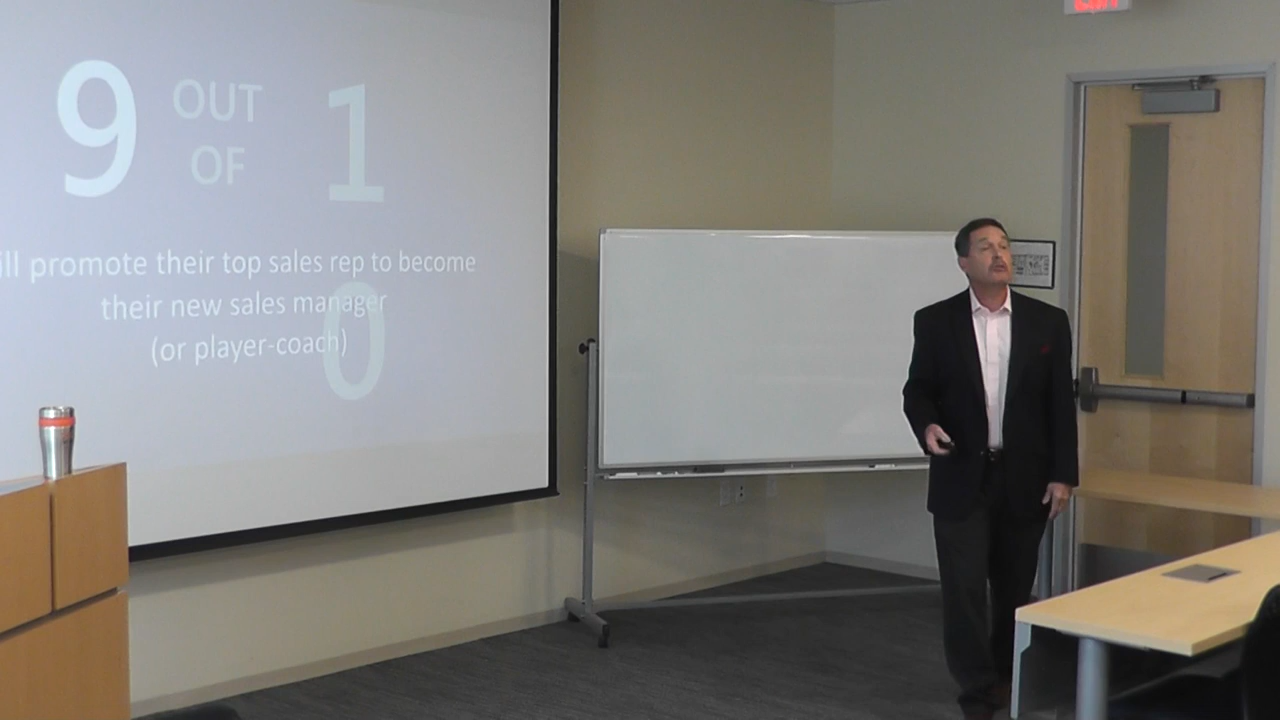 9 OUT OF 1
0
ill promote their top sales rep to become
their new sales manager
(or player-coach)
EXIT